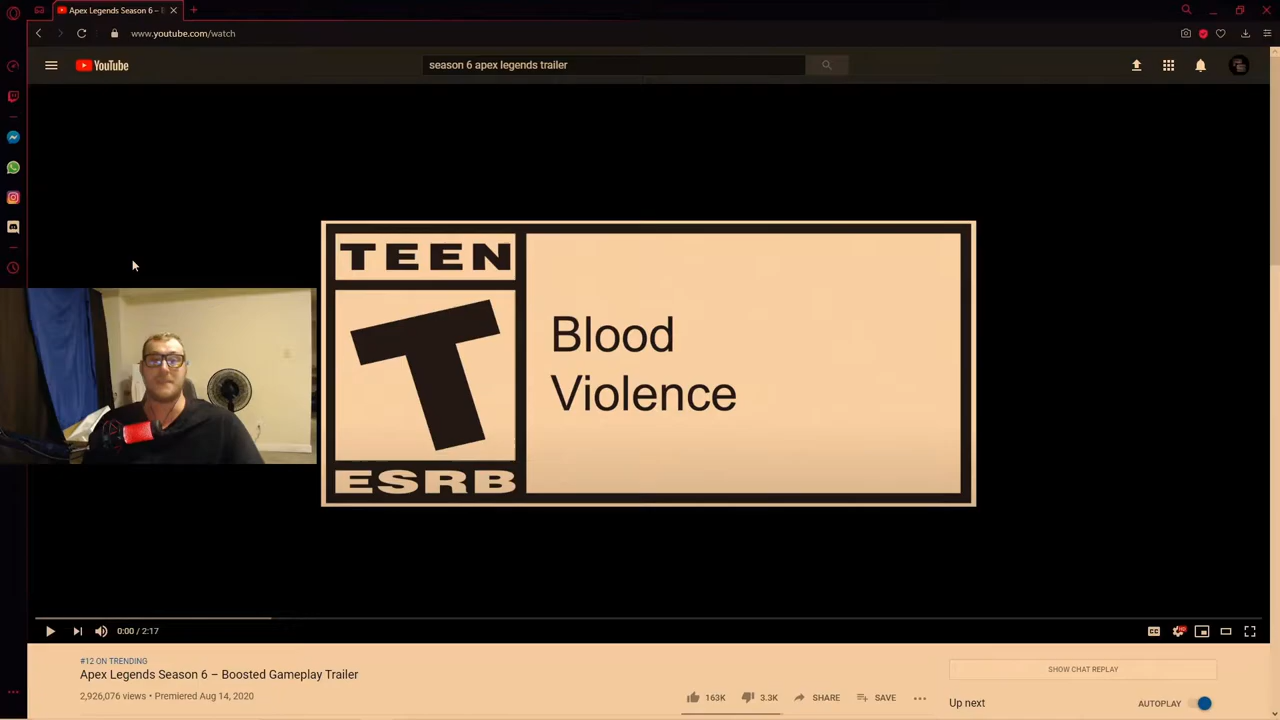 Apex Legends Season 6 –
www.youtube.com/watch
YouTube
season 6 apex legends trailer
TEEN
T
ESRB
Blood
Violence
0:00 / 2:17
CC
#12 ON TRENDING
Apex Legends Season 6 – Boosted Gameplay Trailer
2,926,076 views • Premiered Aug 14, 2020
163K
3.3K
SHARE
SAVE
SHOW CHAT REPLAY
Up next
AUTOPLAY